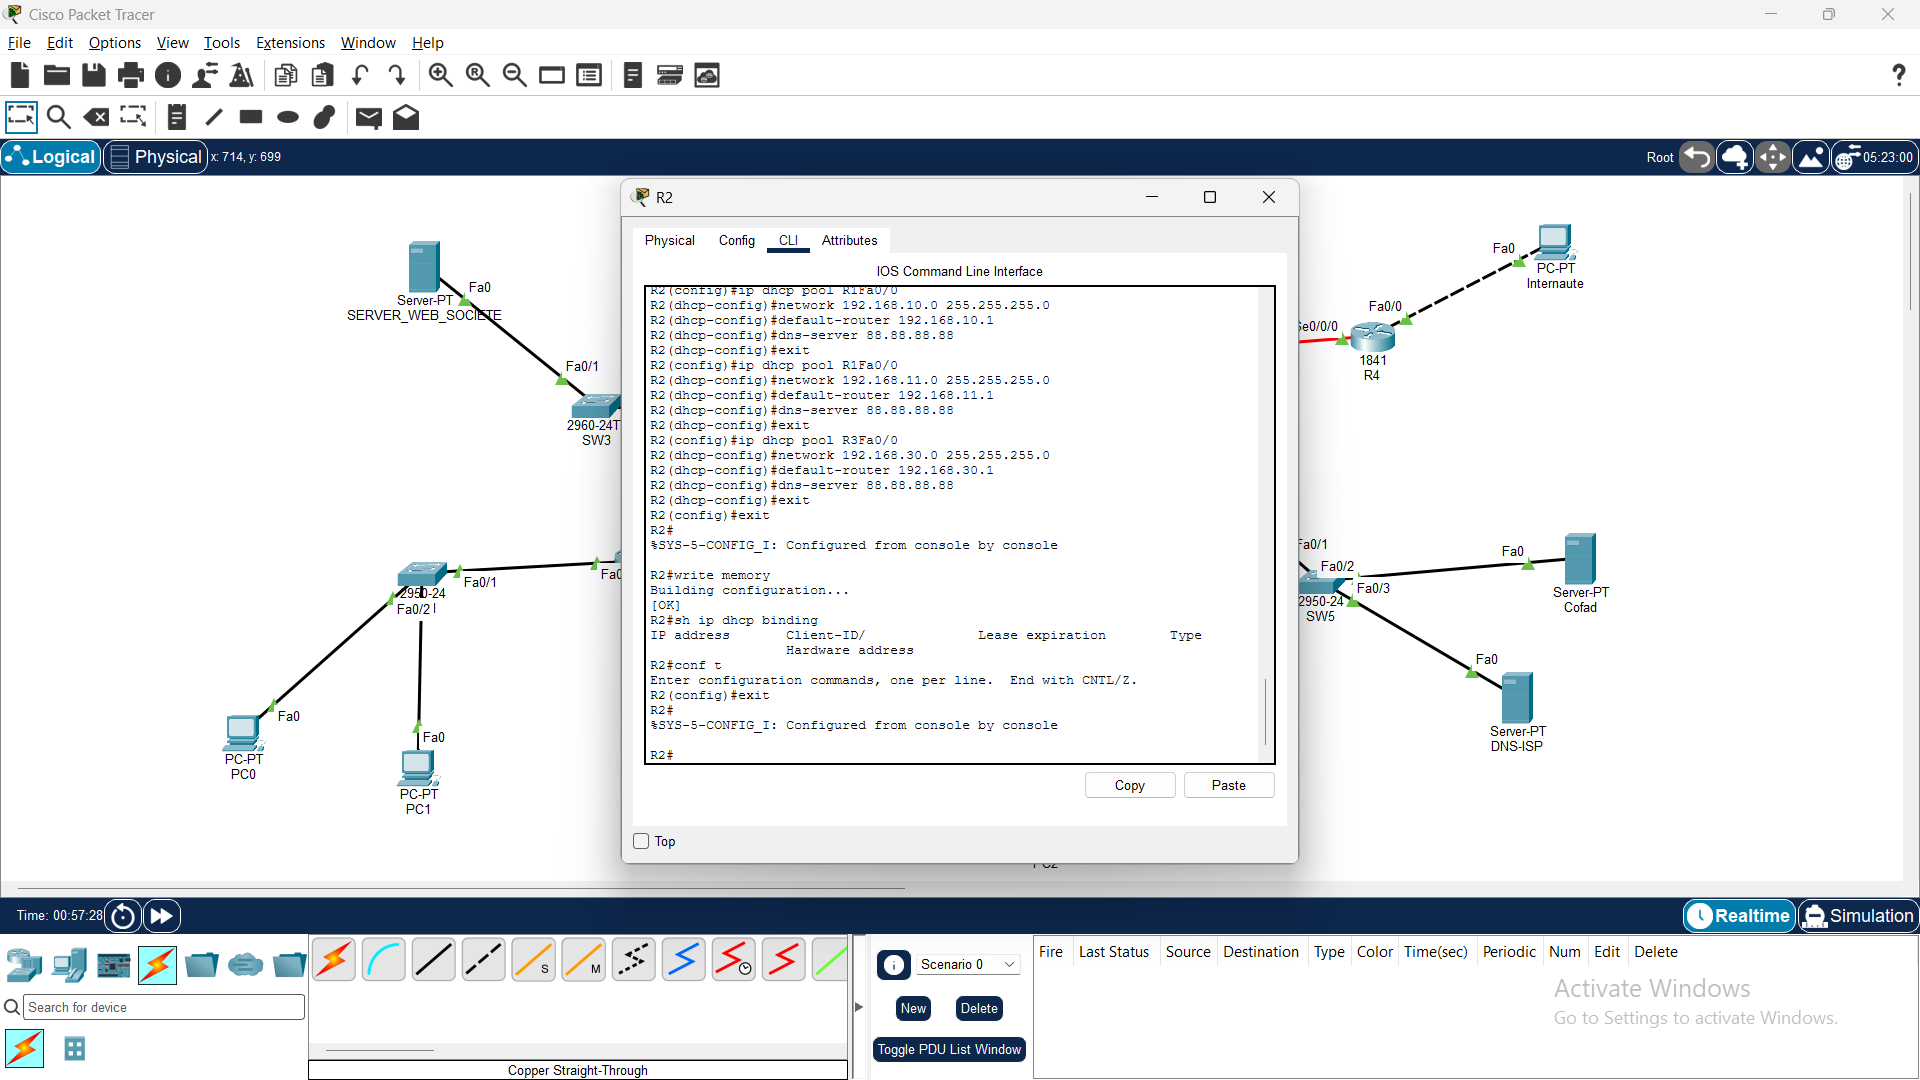 Cisco Packet Tracer
File Edit Options View Tools Extensions Window Help
Logical Physical x: 714, y: 699 Root 05:23:00
R2
Physical Config CLI Attributes
IOS Command Line Interface
R2(config)#ip dhcp pool R1Fa0/0
R2(dhcp-config)#network 192.168.10.0 255.255.255.0
R2(dhcp-config)#default-router 192.168.10.1
R2(dhcp-config)#dns-server 88.88.88.88
R2(dhcp-config)#exit
R2(config)#ip dhcp pool R1Fa0/0
R2(dhcp-config)#network 192.168.11.0 255.255.255.0
R2(dhcp-config)#default-router 192.168.11.1
R2(dhcp-config)#dns-server 88.88.88.88
R2(dhcp-config)#exit
R2(config)#ip dhcp pool R3Fa0/0
R2(dhcp-config)#network 192.168.30.0 255.255.255.0
R2(dhcp-config)#default-router 192.168.30.1
R2(dhcp-config)#dns-server 88.88.88.88
R2(dhcp-config)#exit
R2(config)#exit
R2#
%SYS-5-CONFIG_I: Configured from console by console
R2#write memory
Building configuration...
[OK]
R2#sh ip dhcp binding
IP address Client-ID/ Lease expiration Type
Hardware address
R2#conf t
Enter configuration commands, one per line. End with CNTL/Z.
R2(config)#exit
R2#
%SYS-5-CONFIG_I: Configured from console by console
R2#
Copy Paste
Top
Fa0
Server-PT
SERVER_WEB_SOCIETE
Fa0/1
2960-24T
SW3
Fa0/1
2950-24
Fa0/2
Fa0
PC-PT
PC0
Fa0
PC-PT
PC1
Fa0
PC-PT
Internaute
Fa0/0
Se0/0/0
1841
R4
Fa0/1
Fa0/2
Fa0/3
2950-24
SW5
Fa0
Server-PT
Cofad
Fa0
Server-PT
DNS-ISP
PC2
Time: 00:57:28 Realtime Simulation
S M
Search for device
Copper Straight-Through
Scenario 0
New Delete
Toggle PDU List Window
Fire Last Status Source Destination Type Color Time(sec) Periodic Num Edit Delete
Activate Windows
Go to Settings to activate Windows.